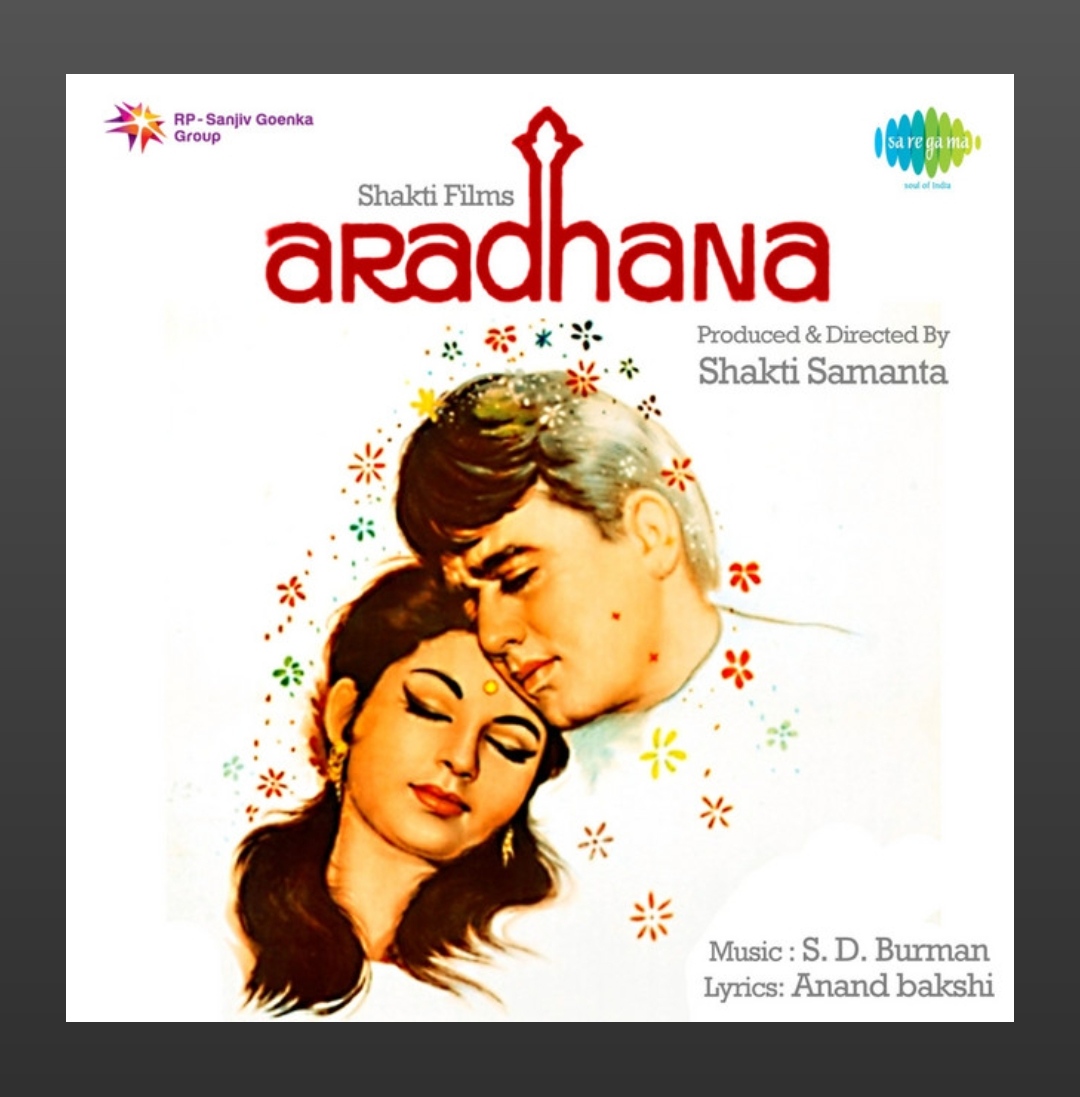 RP-Sanjiv Goenka
Group
sa re ga ma
soul of India
Shakti Films
aRadhaNa
Produced & Directed By
Shakti Samanta
Music : S. D. Burman
Lyrics: Anand bakshi